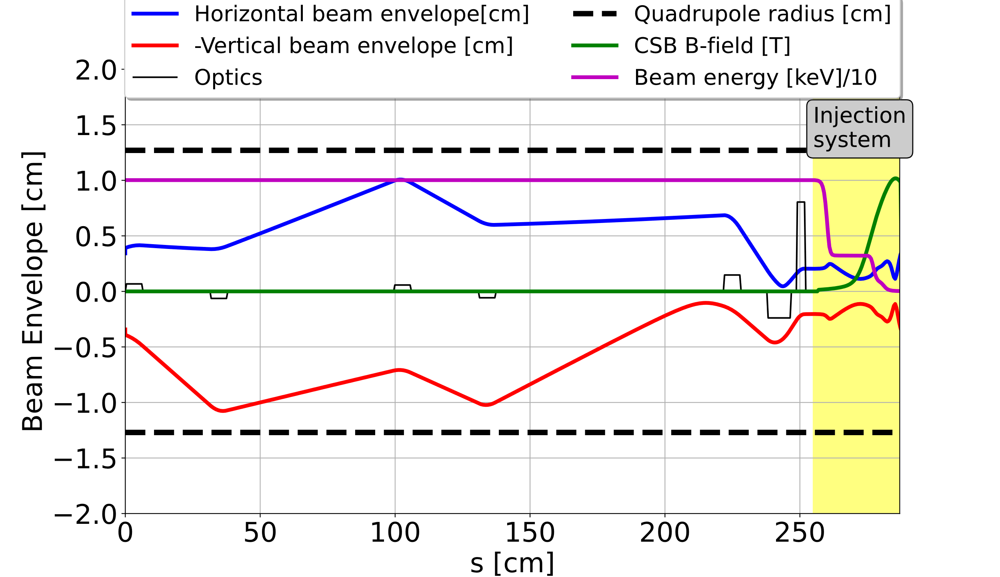 Horizontal beam envelope[cm]
-Vertical beam envelope [cm]
Optics
Quadrupole radius [cm]
CSB B-field [T]
Beam energy [keV]/10
Injection
system
Beam Envelope [cm]
2.0
1.5
1.0
0.5
0.0
−0.5
−1.0
−1.5
−2.0
0
50
100
150
200
250
s [cm]